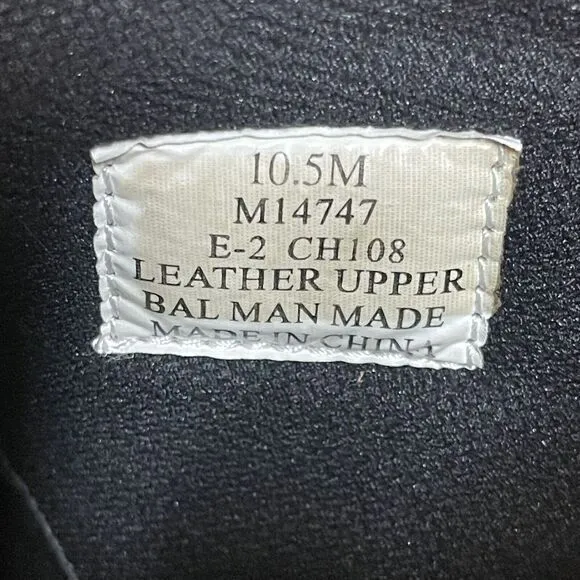 10.5M
M14747
E-2 CH108
LEATHER UPPER
BAL MAN MADE
MADE IN CHINA